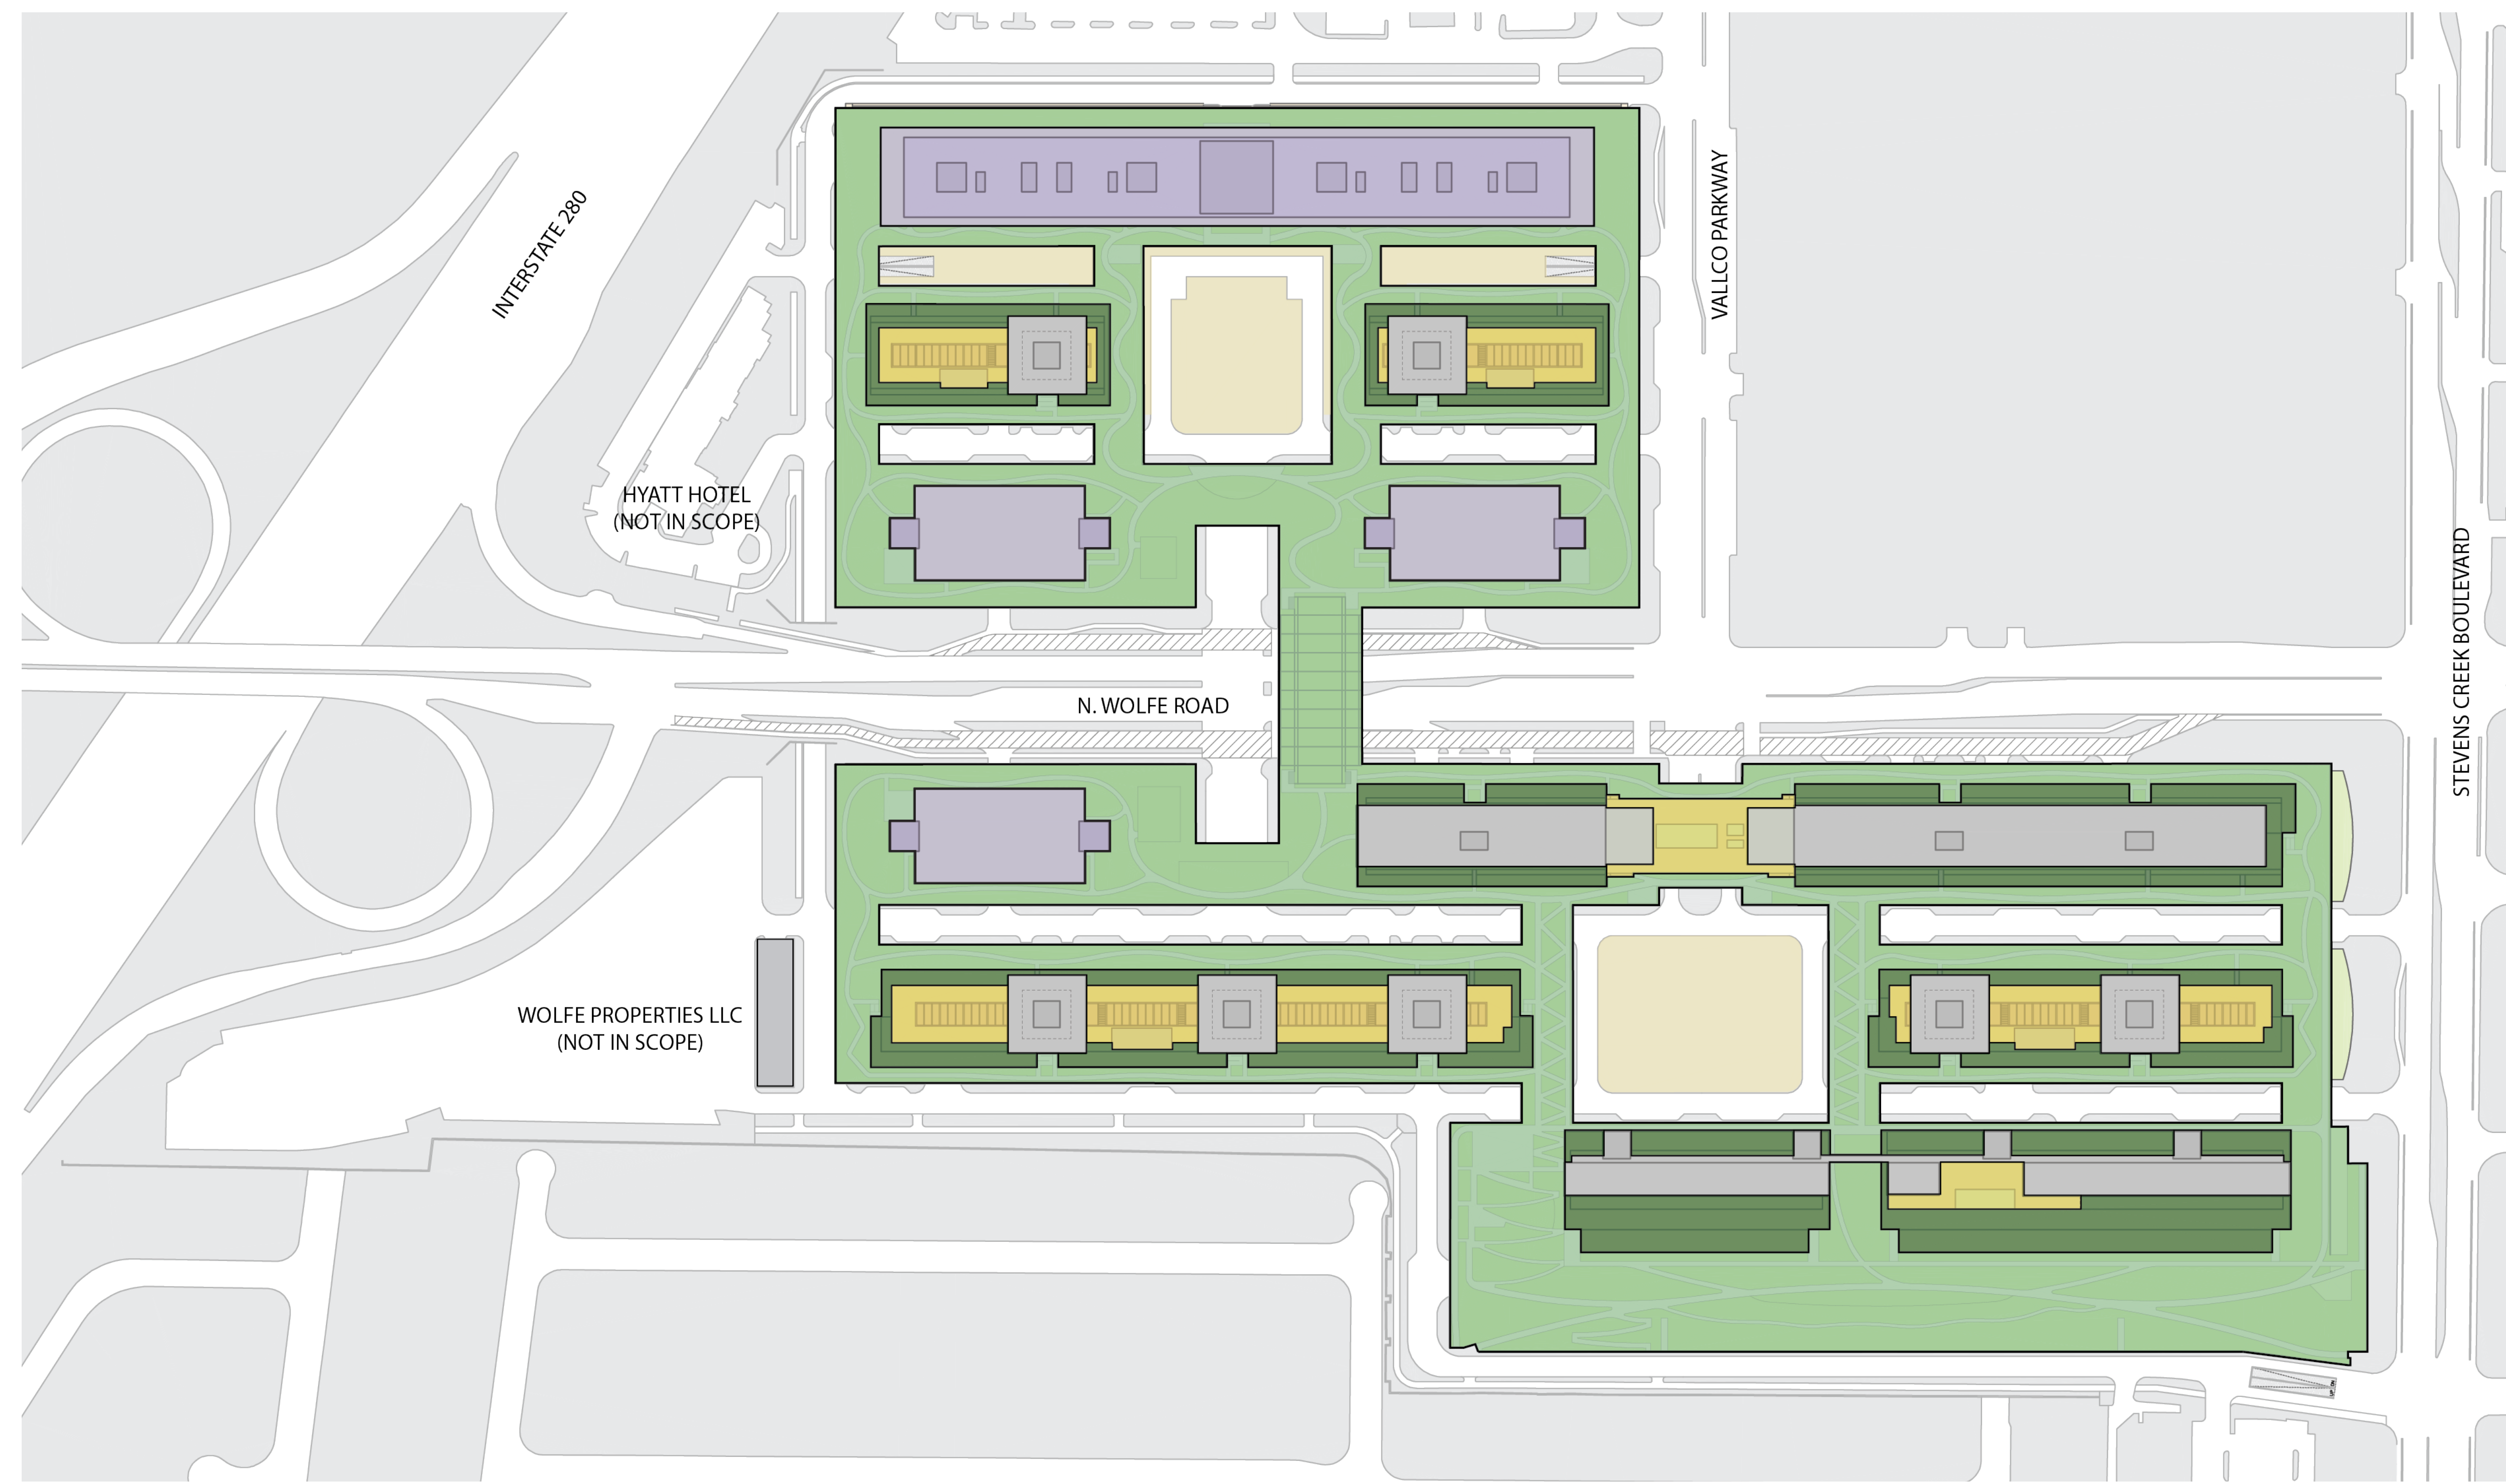 INTERSTATE 280
VALLCO PARKWAY
HYATT HOTEL
(NOT IN SCOPE)
STEVENS CREEK BOULEVARD
N. WOLFE ROAD
WOLFE PROPERTIES LLC
(NOT IN SCOPE)